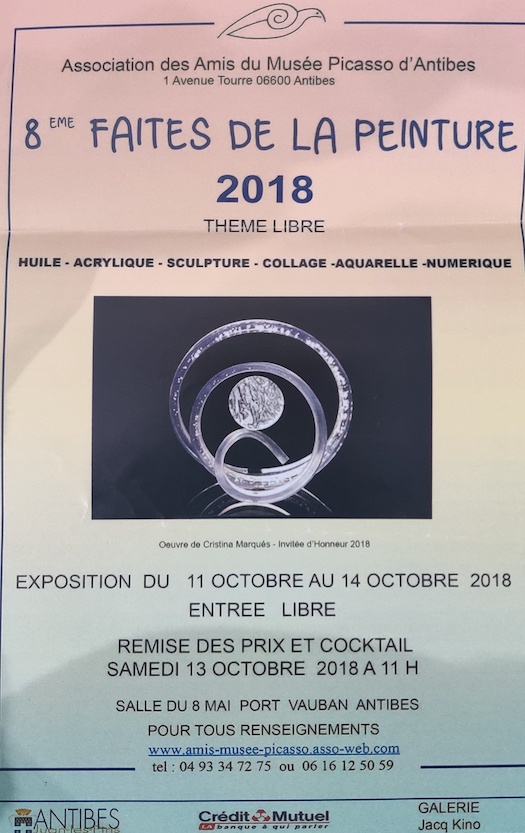 Association des Amis du Musée Picasso d'Antibes
1 Avenue Tourre 06600 Antibes
8 EME FAITES DE LA PEINTURE
2018
THEME LIBRE
HUILE - ACRYLIQUE - SCULPTURE - COLLAGE -AQUARELLE -NUMERIQUE
Oeuvre de Cristina Marqués - Invitée d'Honneur 2018
EXPOSITION DU 11 OCTOBRE AU 14 OCTOBRE 2018
ENTREE LIBRE
REMISE DES PRIX ET COCKTAIL
SAMEDI 13 OCTOBRE 2018 A 11 H
SALLE DU 8 MAI PORT VAUBAN ANTIBES
POUR TOUS RENSEIGNEMENTS
www.amis-musee-picasso.asso-web.com
tel : 04 93 34 72 75 ou 06 16 12 50 59
ANTIBES
Juan-les-Pins
Crédit Mutuel
LA banque à qui parler
GALERIE
Jacq Kino